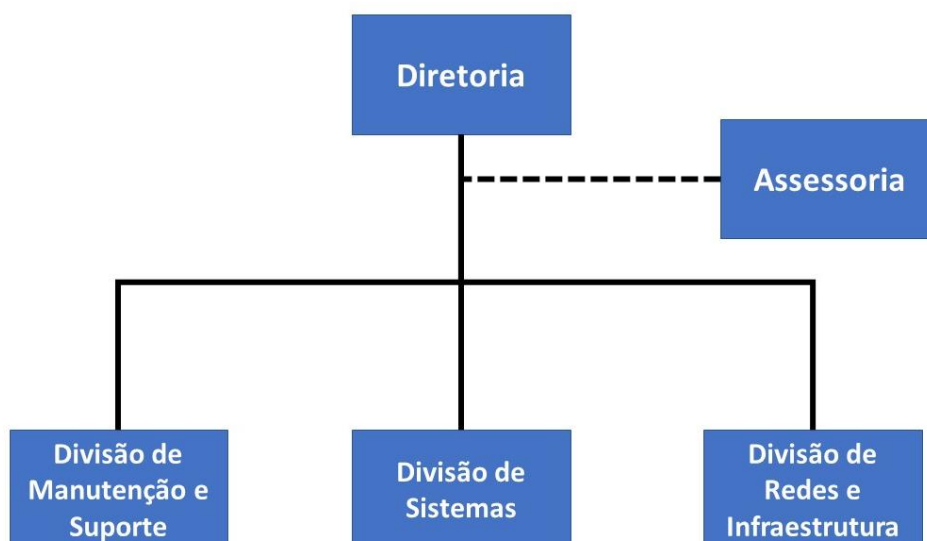 Diretoria
Assessoria
Divisão de
Manutenção e
Suporte
Divisão de
Sistemas
Divisão de
Redes e
Infraestrutura